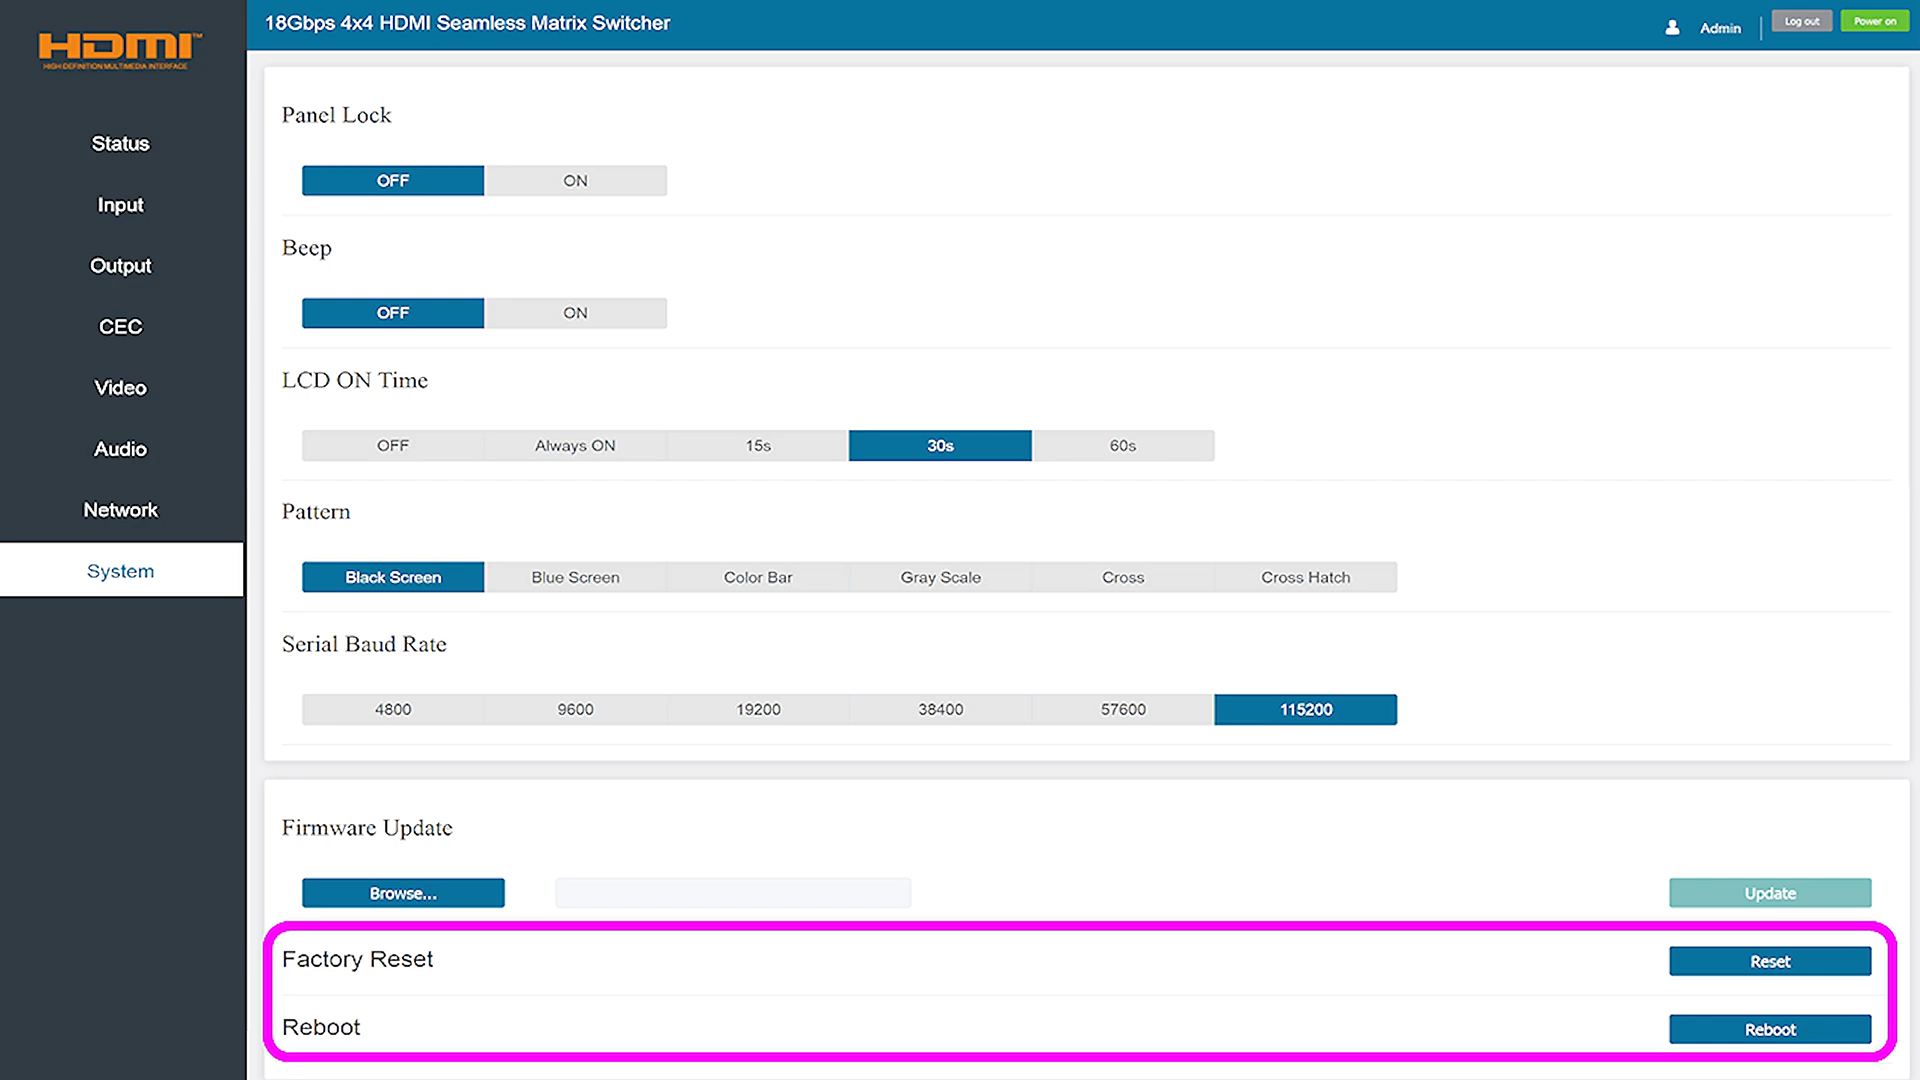 HDMI™
HIGH-DEFINITION MULTIMEDIA INTERFACE
18Gbps 4x4 HDMI Seamless Matrix Switcher
Admin
Log out
Power on
Status
Input
Output
CEC
Video
Audio
Network
System
Panel Lock
OFF ON
Beep
OFF ON
LCD ON Time
OFF Always ON 15s 30s 60s
Pattern
Black Screen Blue Screen Color Bar Gray Scale Cross Cross Hatch
Serial Baud Rate
4800 9600 19200 38400 57600 115200
Firmware Update
Browse... Update
Factory Reset Reset
Reboot Reboot